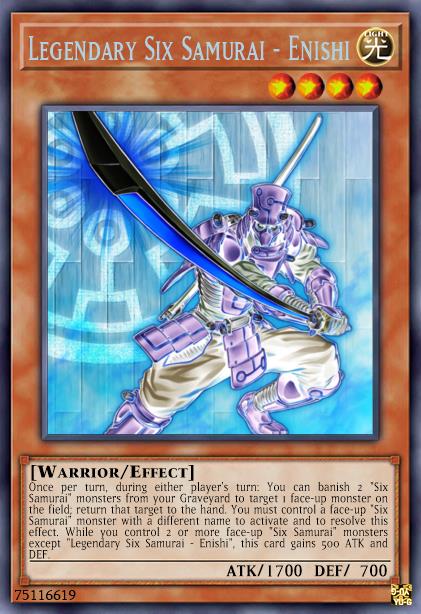 Legendary Six Samurai - Enishi
LIGHT
光
[Warrior/Effect]
Once per turn, during either player's turn: You can banish 2 "Six
Samurai" monsters from your Graveyard to target 1 face-up monster on
the field; return that target to the hand. You must control a face-up "Six
Samurai" monster with a different name to activate and to resolve this
effect. While you control 2 or more face-up "Six Samurai" monsters
except "Legendary Six Samurai - Enishi", this card gains 500 ATK and
DEF.
ATK/1700 DEF/ 700
75116619